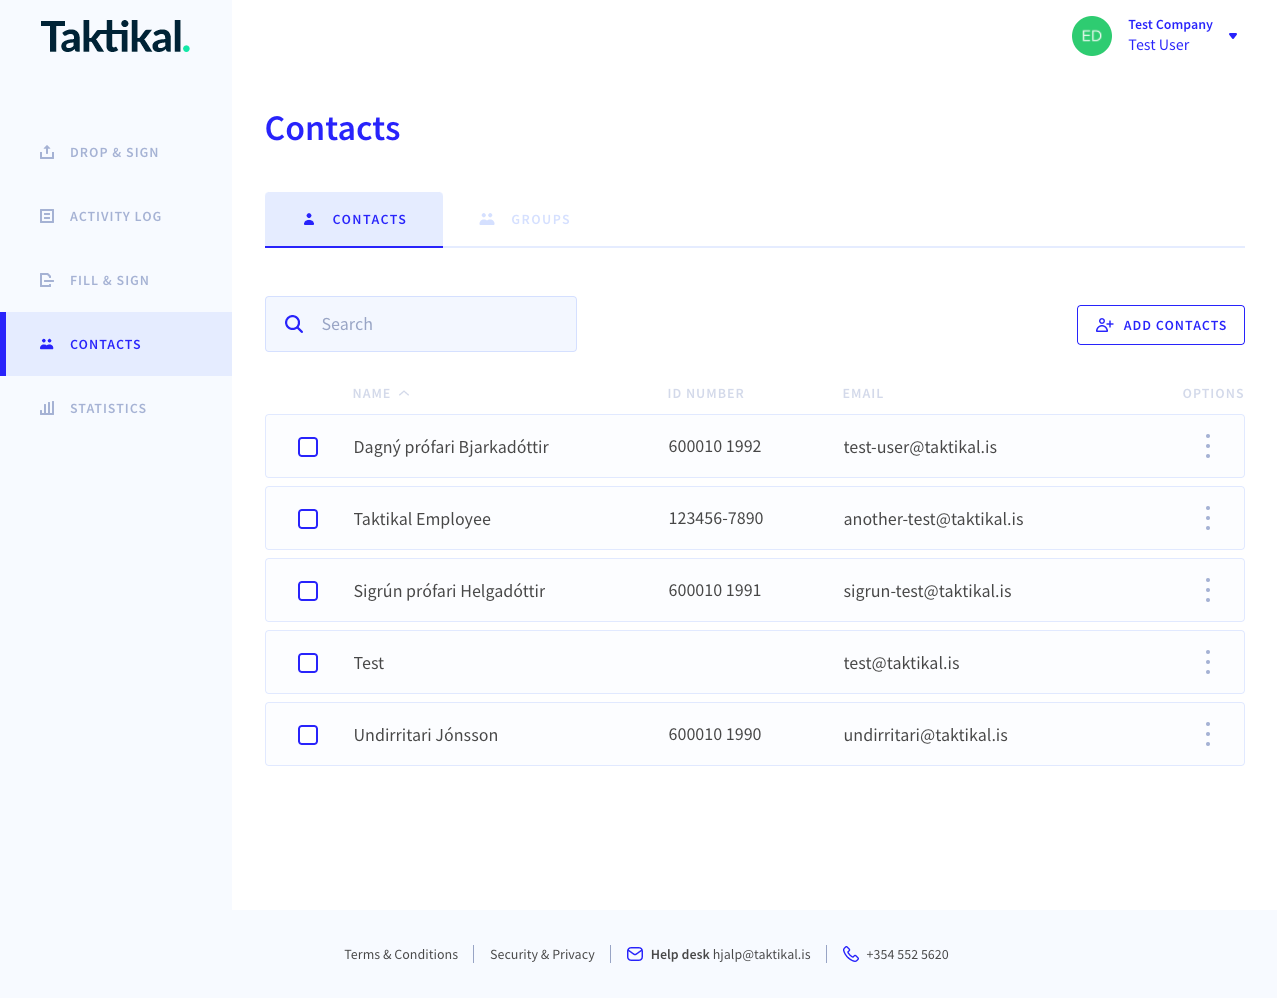 Taktikal.
ED
Test Company
Test User
DROP & SIGN
ACTIVITY LOG
FILL & SIGN
CONTACTS
STATISTICS
Contacts
CONTACTS
GROUPS
Search
ADD CONTACTS
NAME ID NUMBER EMAIL OPTIONS
Dagný prófari Bjarkadóttir 600010 1992 test-user@taktikal.is
Taktikal Employee 123456-7890 another-test@taktikal.is
Sigrún prófari Helgadóttir 600010 1991 sigrun-test@taktikal.is
Test test@taktikal.is
Undirritari Jónsson 600010 1990 undirritari@taktikal.is
Terms & Conditions Security & Privacy Help desk hjalp@taktikal.is +354 552 5620